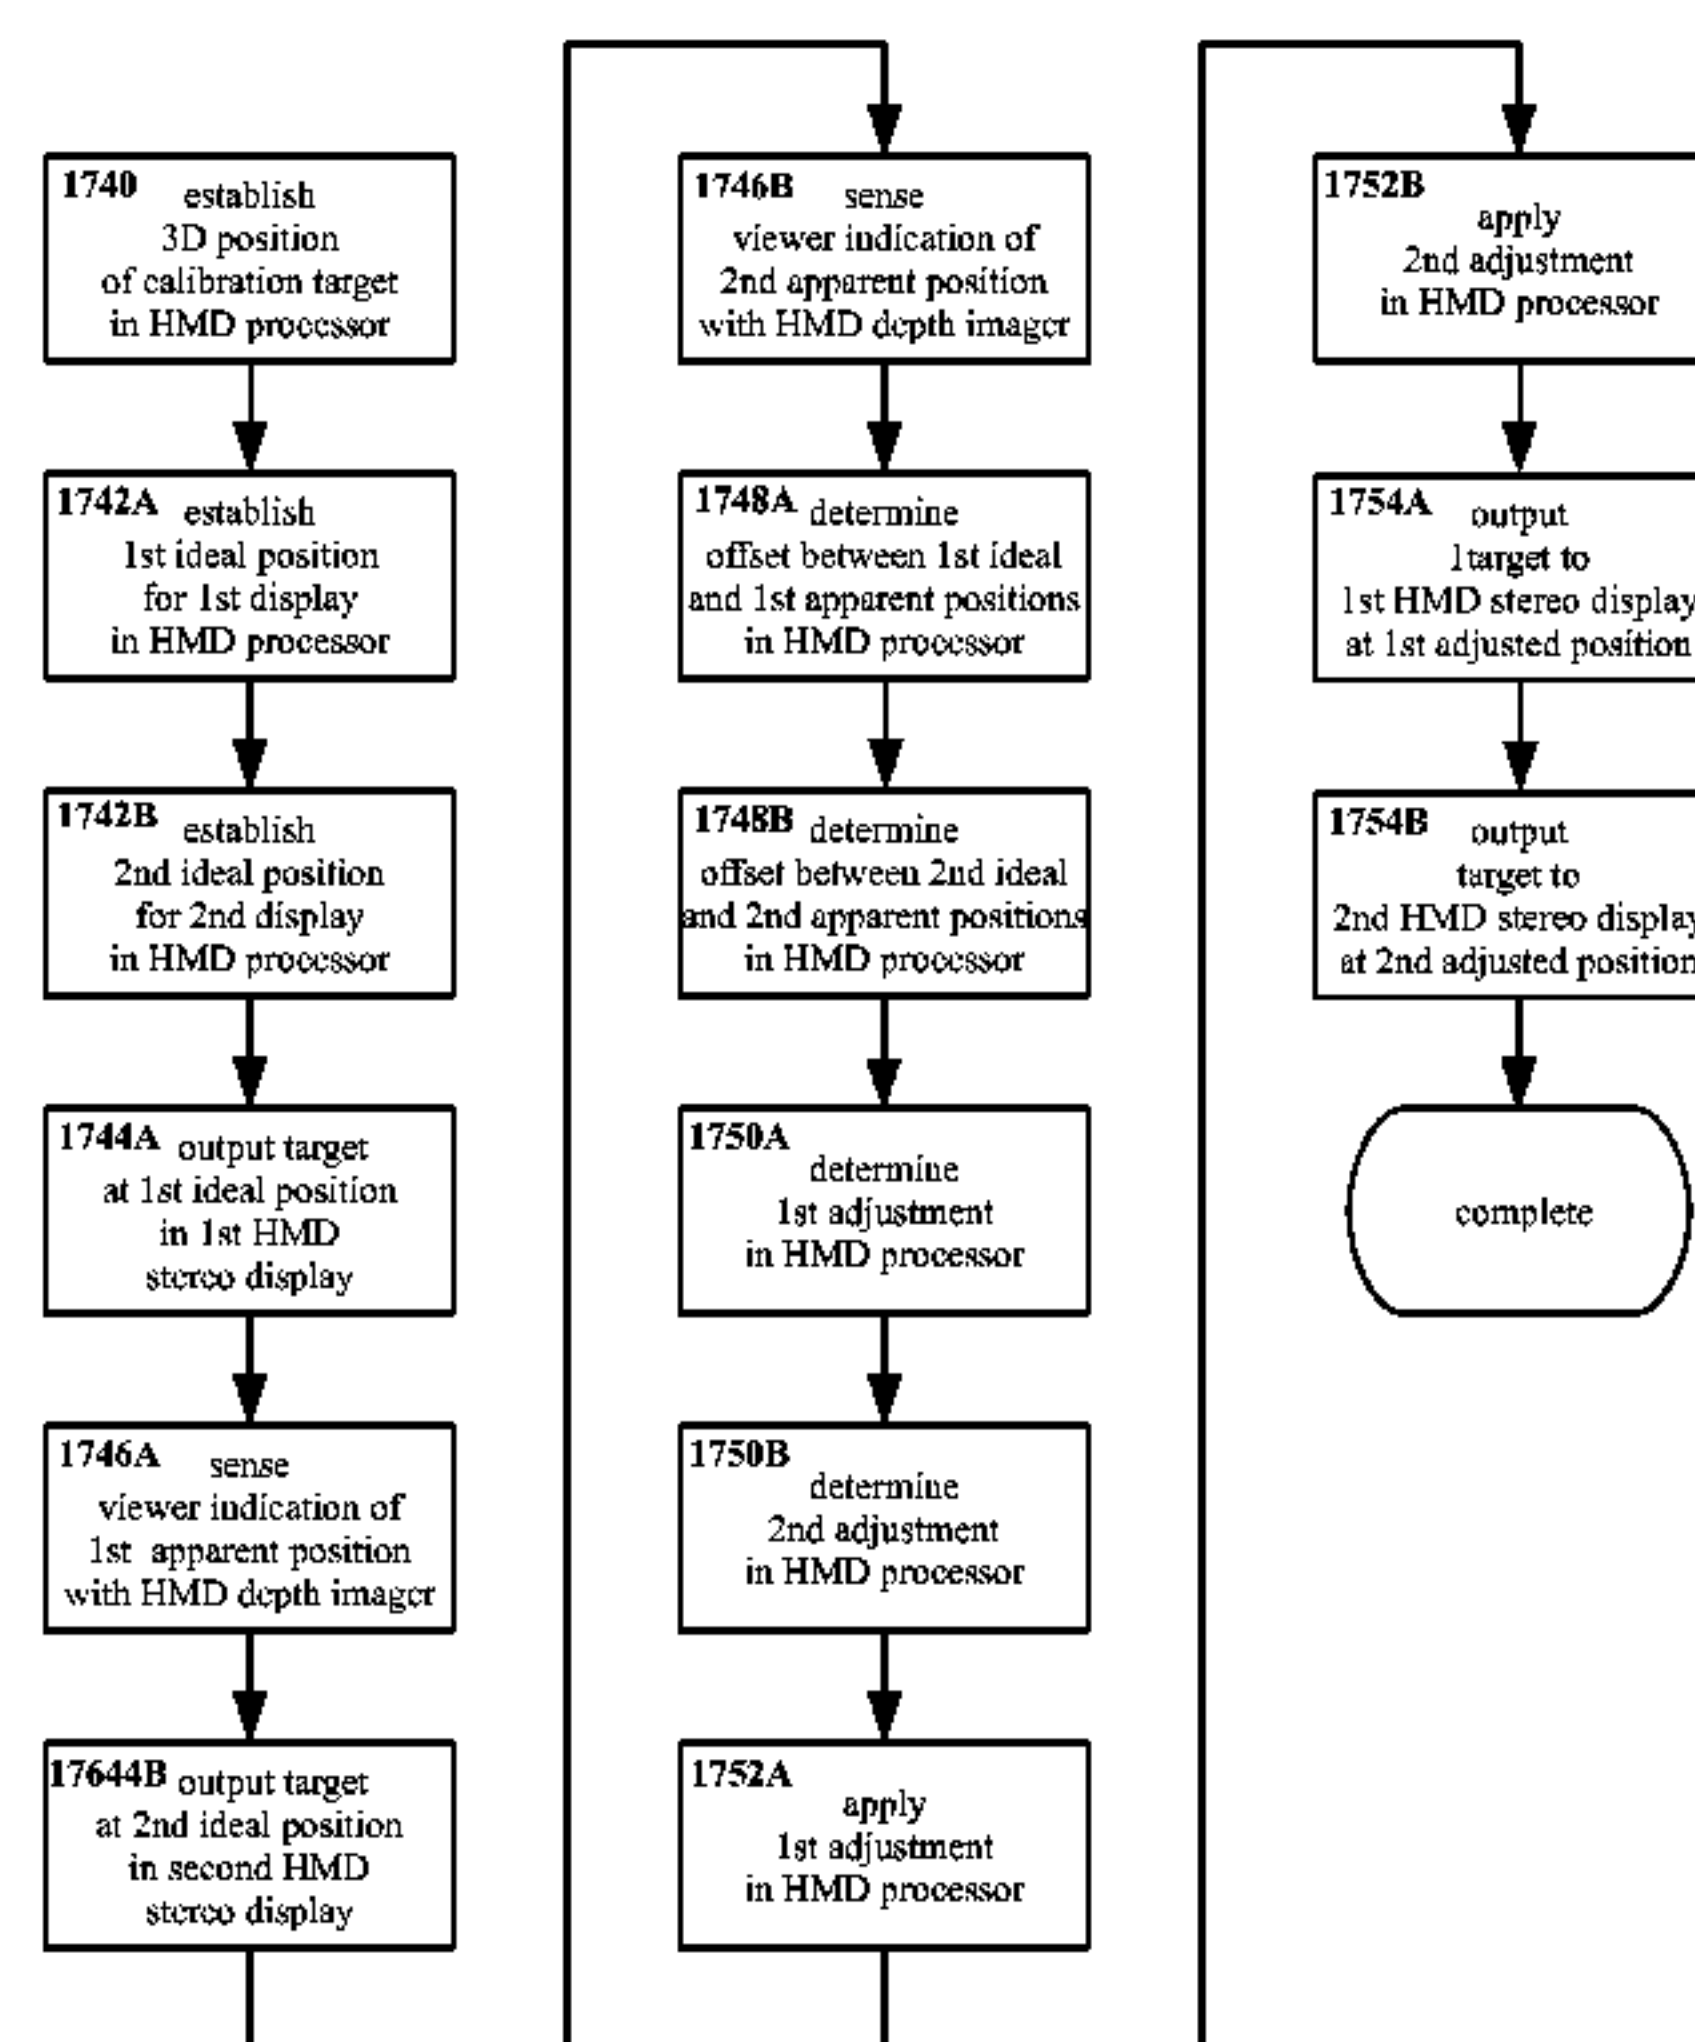 1740 establish
3D position
of calibration target
in HMD processor
1742A establish
1st ideal position
for 1st display
in HMD processor
1742B establish
2nd ideal position
for 2nd display
in HMD processor
1744A output target
at 1st ideal position
in 1st HMD
stereo display
1746A sense
viewer indication of
1st apparent position
with HMD depth imager
17644B output target
at 2nd ideal position
in second HMD
stereo display
1746B sense
viewer indication of
2nd apparent position
with HMD depth imager
1748A determine
offset between 1st ideal
and 1st apparent positions
in HMD processor
1748B determine
offset between 2nd ideal
and 2nd apparent positions
in HMD processor
1750A
determine
1st adjustment
in HMD processor
1750B
determine
2nd adjustment
in HMD processor
1752A
apply
1st adjustment
in HMD processor
1752B
apply
2nd adjustment
in HMD processor
1754A output
1target to
1st HMD stereo display
at 1st adjusted position
1754B output
target to
2nd HMD stereo display
at 2nd adjusted position
complete